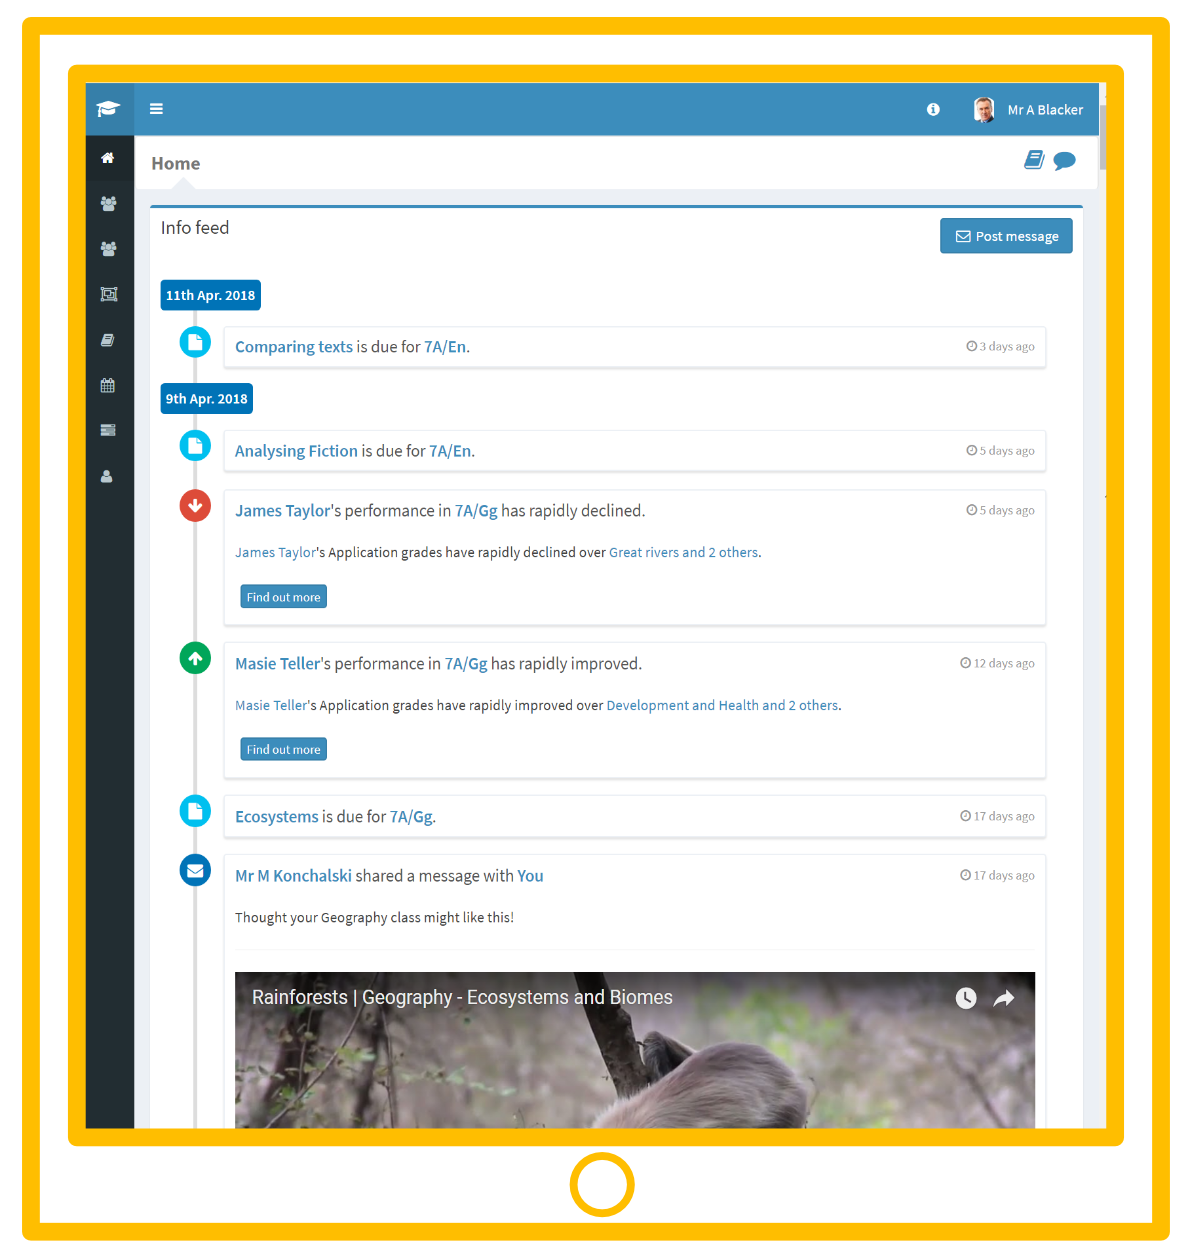 Mr A Blacker
Home
Info feed
Post message
11th Apr. 2018
Comparing texts is due for 7A/En.
3 days ago
9th Apr. 2018
Analysing Fiction is due for 7A/En.
5 days ago
James Taylor's performance in 7A/Gg has rapidly declined.
5 days ago
James Taylor's Application grades have rapidly declined over Great rivers and 2 others.
Find out more
Masie Teller's performance in 7A/Gg has rapidly improved.
12 days ago
Masie Teller's Application grades have rapidly improved over Development and Health and 2 others.
Find out more
Ecosystems is due for 7A/Gg.
17 days ago
Mr M Konchalski shared a message with You
17 days ago
Thought your Geography class might like this!
Rainforests | Geography - Ecosystems and Biomes